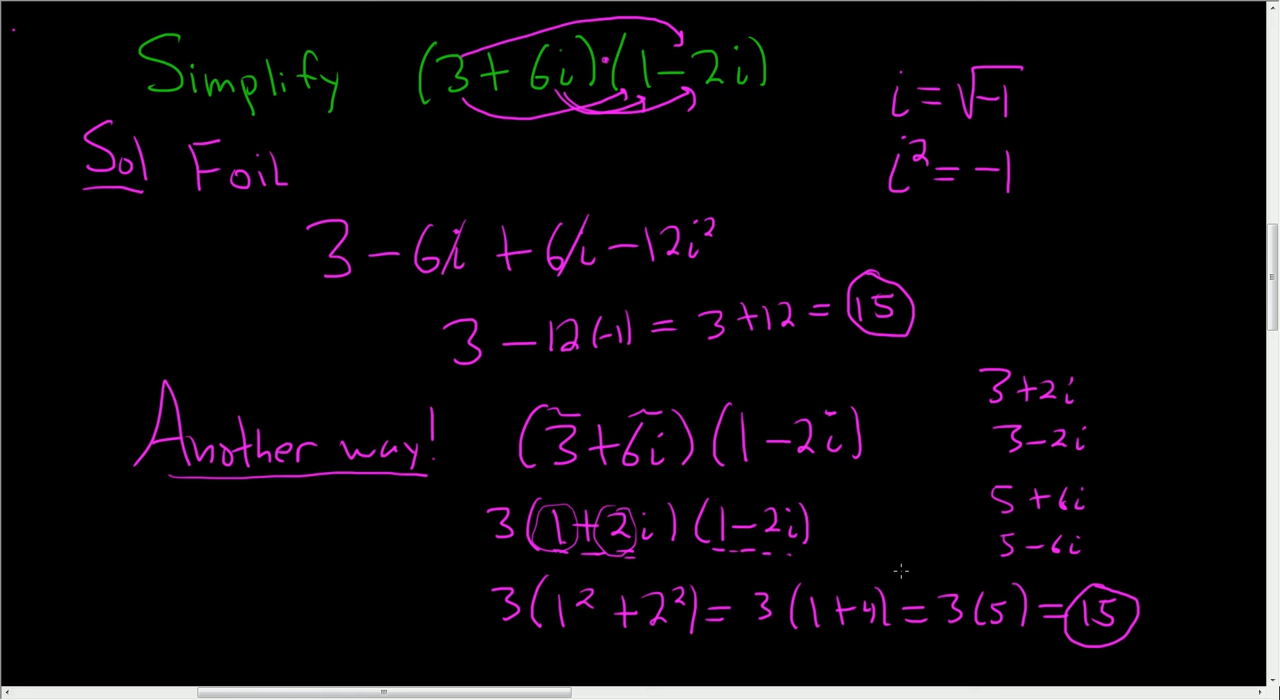 Simplify (3+6i)·(1-2i)
i = √-1
i² = -1
Sol Foil
3 - 6i + 6i - 12i²
3 - 12(-1) = 3 + 12 = 15
Another way! (3+6i)(1-2i)
3(1+2i)(1-2i)
3(1²+2²) = 3(1+4) = 3(5) = 15
3+2i
3-2i
5+6i
5-6i